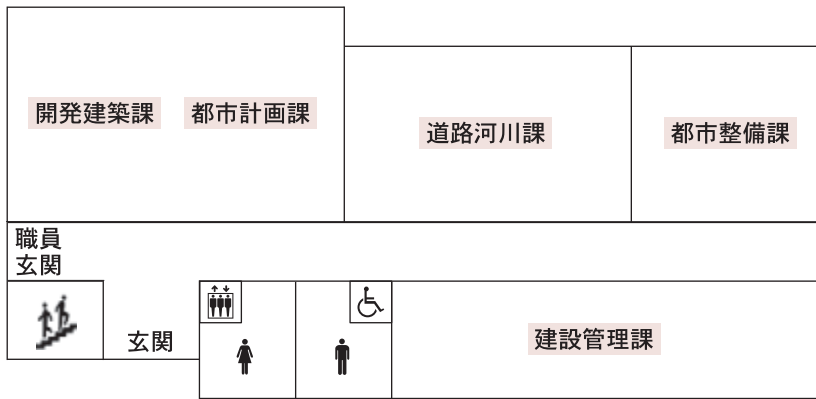 開発建築課 都市計画課
道路河川課
都市整備課
職員
玄関
玄関
建設管理課